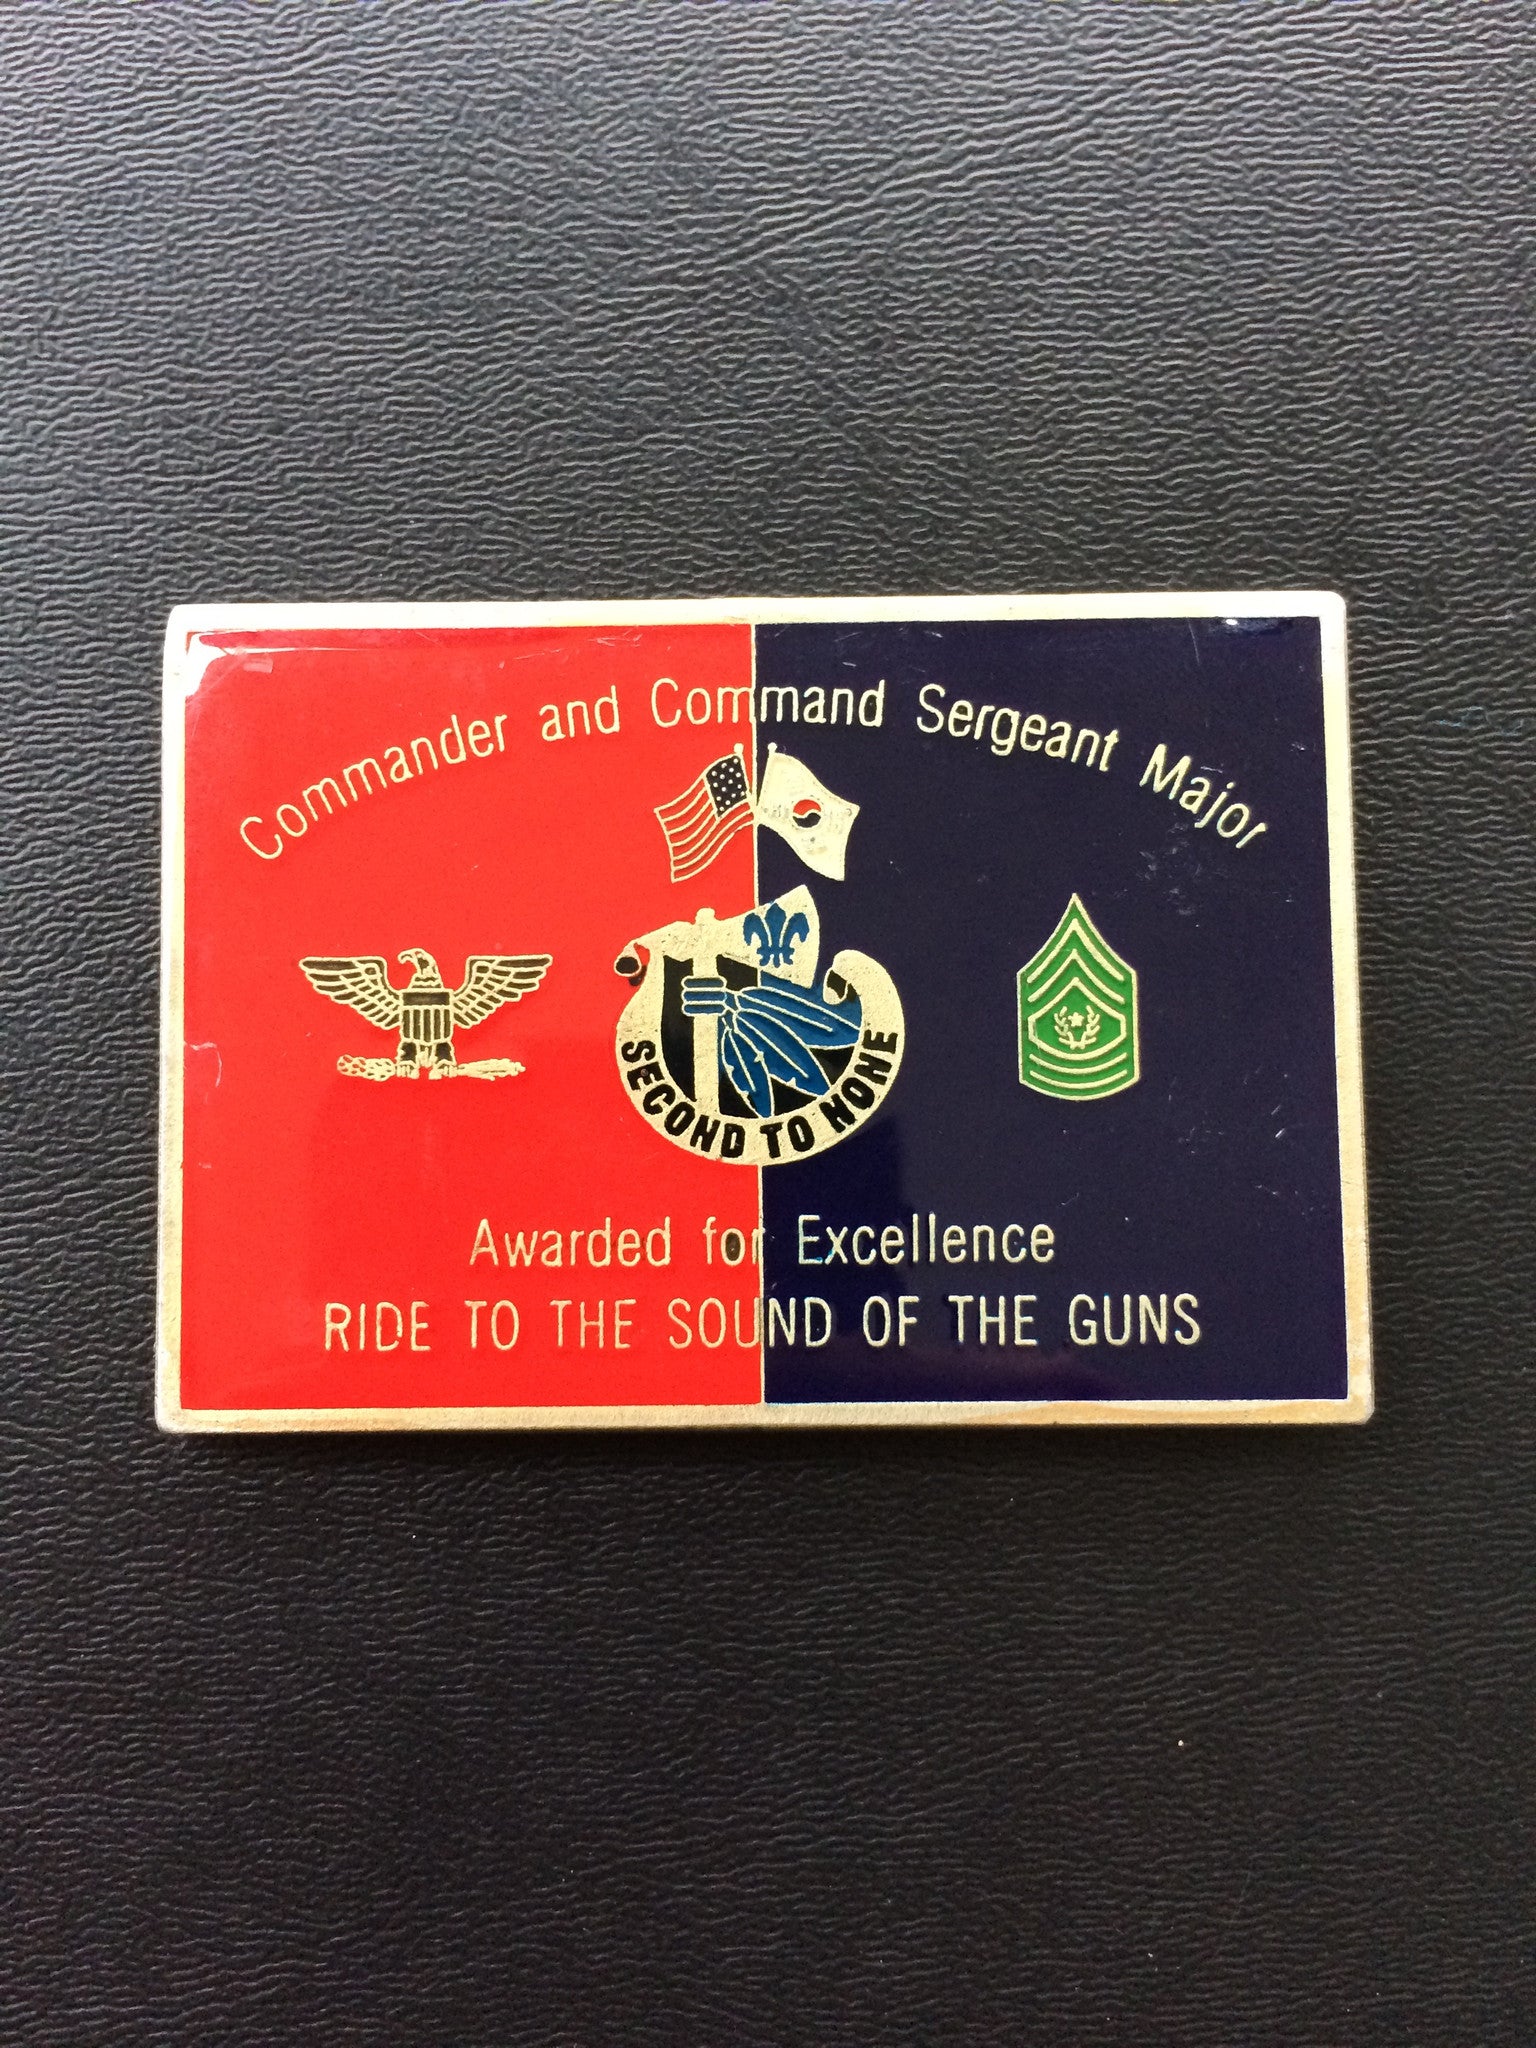 Commander and Command Sergeant Major
SECOND TO NONE
Awarded for Excellence
RIDE TO THE SOUND OF THE GUNS